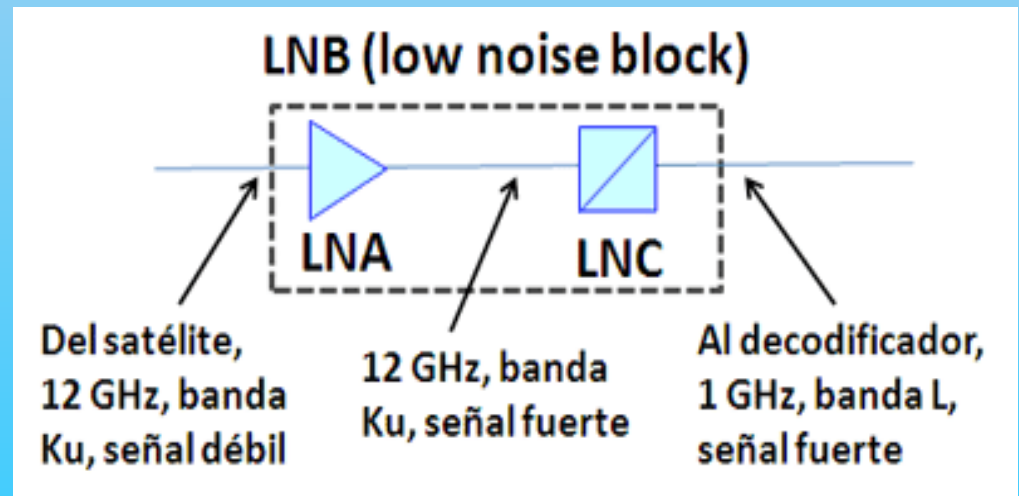 LNB (low noise block)
LNA
LNC
Del satélite,
12 GHz, banda
Ku, señal débil
12 GHz, banda
Ku, señal fuerte
Al decodificador,
1 GHz, banda L,
señal fuerte